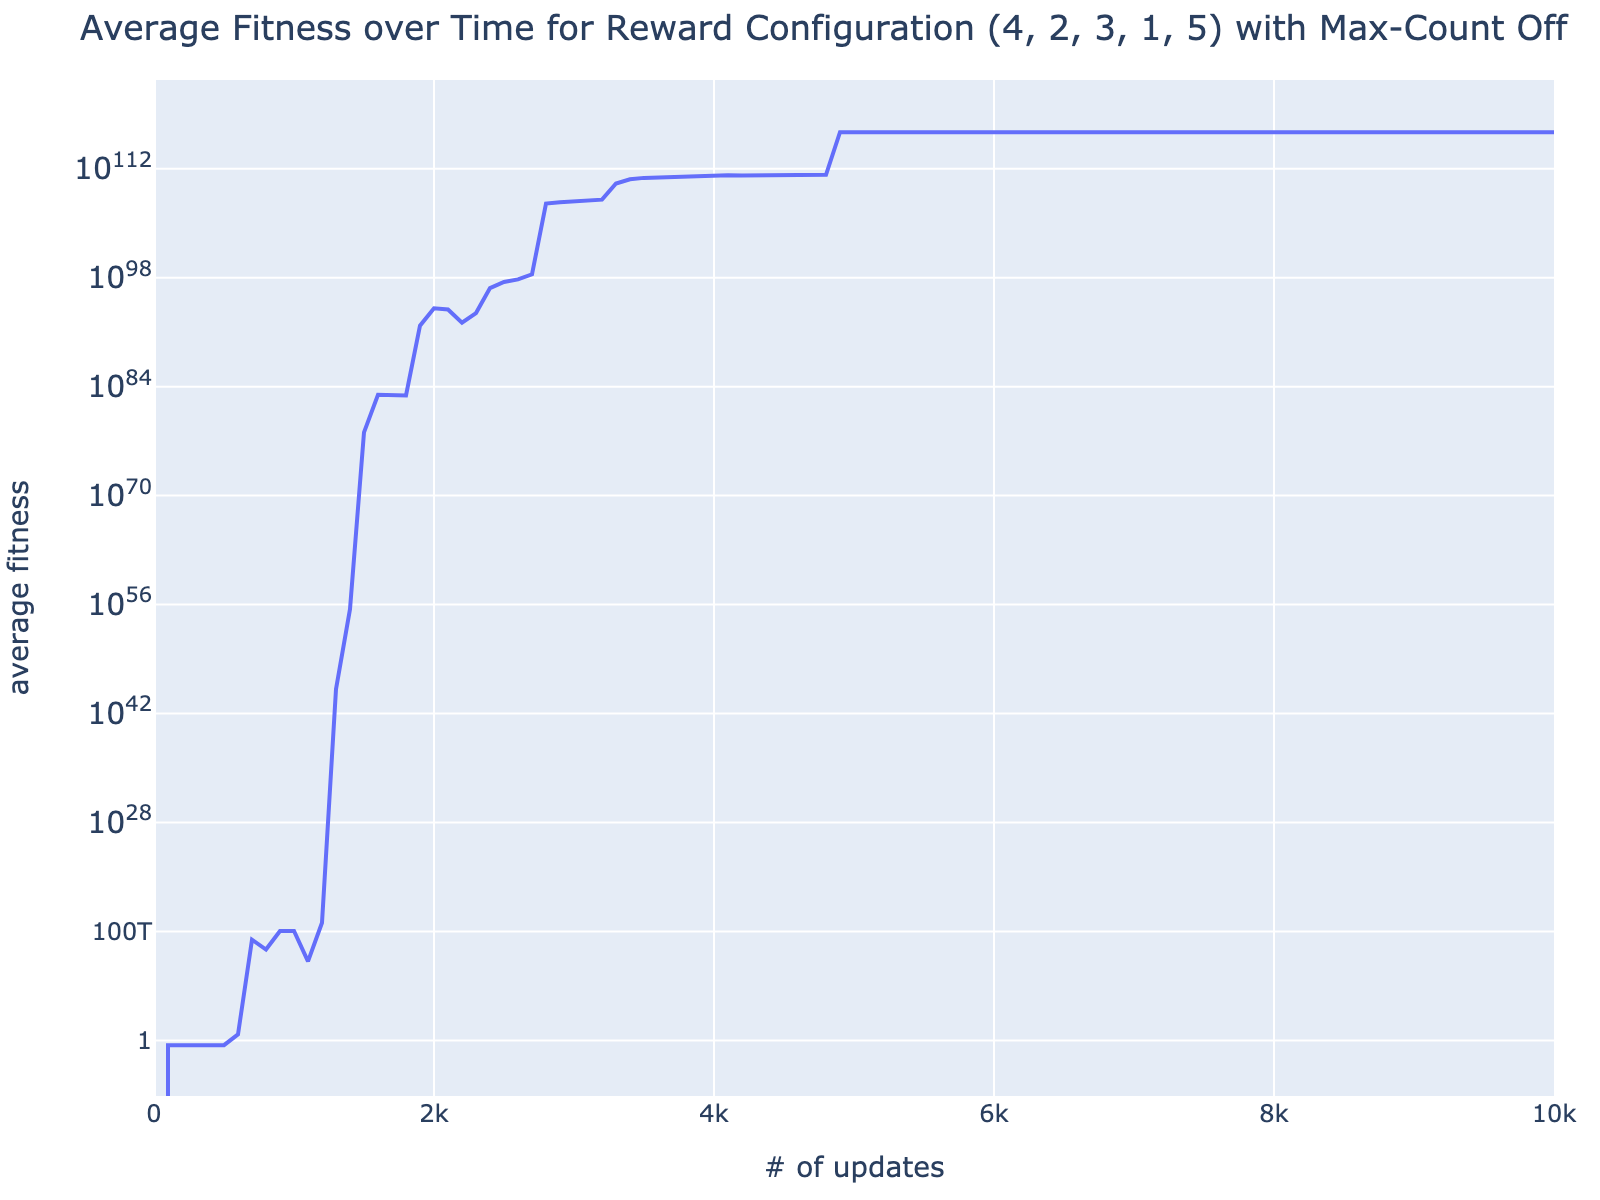 Average Fitness over Time for Reward Configuration (4, 2, 3, 1, 5) with Max-Count Off
average fitness
10¹¹²
10⁹⁸
10⁸⁴
10⁷⁰
10⁵⁶
10⁴²
10²⁸
100T
1
0 2k 4k 6k 8k 10k
# of updates